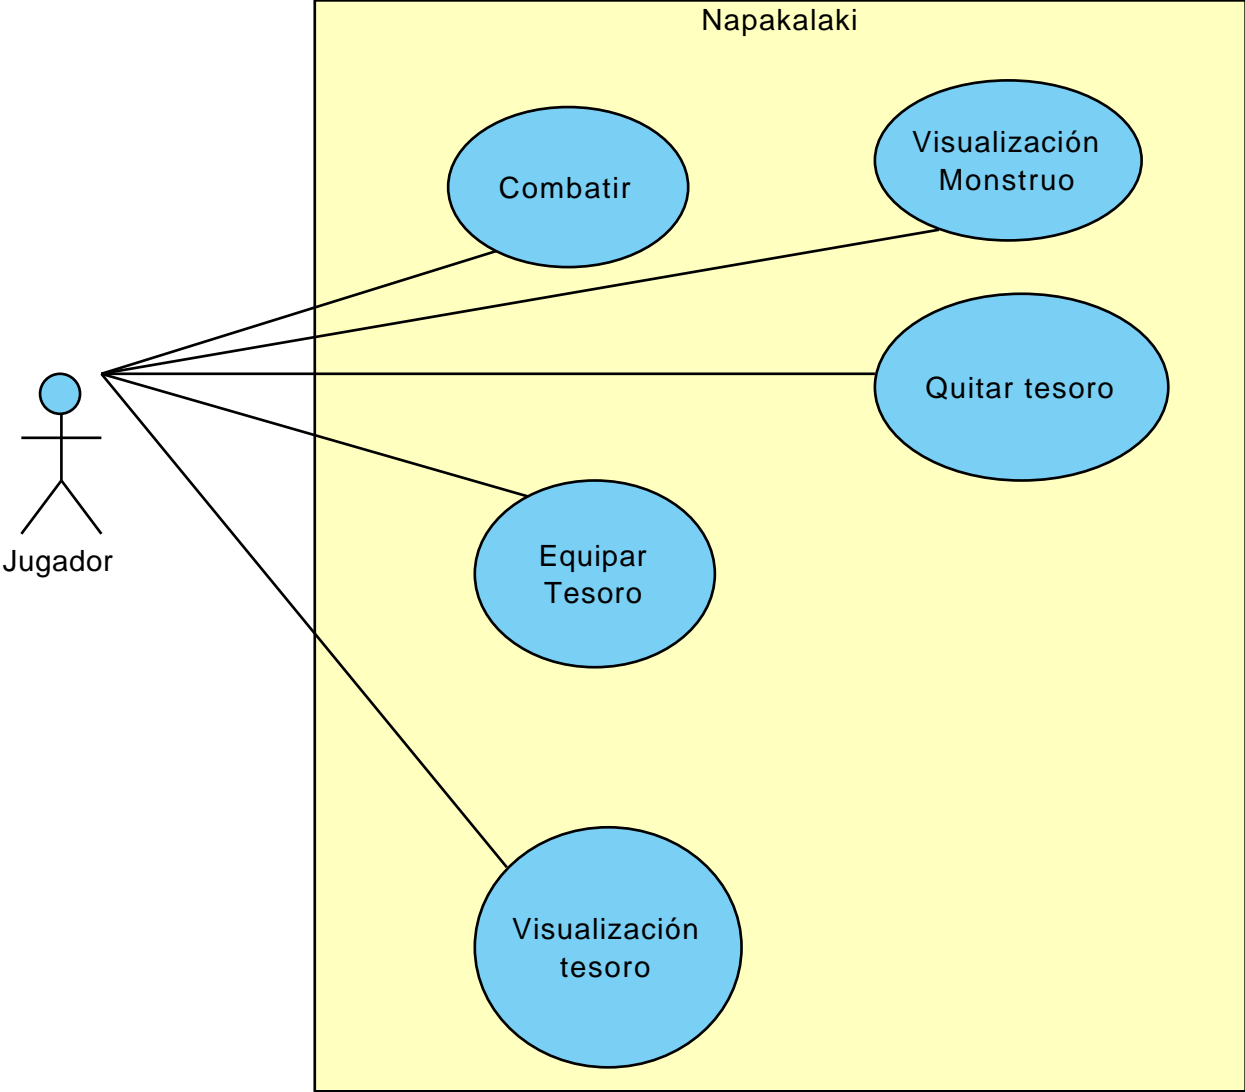 Napakalaki
Visualización
Monstruo
Combatir
Quitar tesoro
Jugador
Equipar
Tesoro
Visualización
tesoro